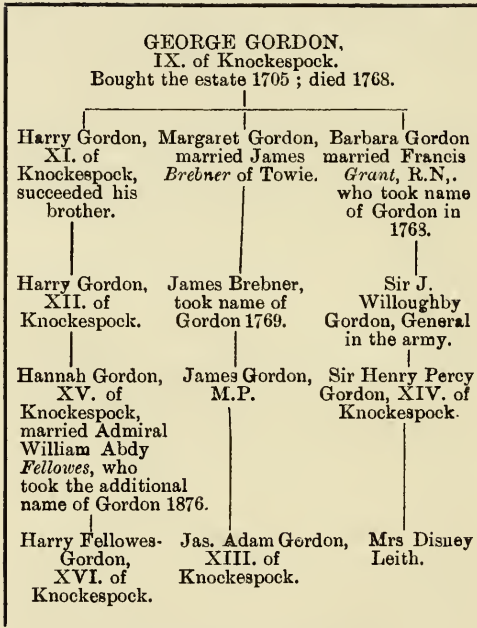 GEORGE GORDON,
IX. of Knockespock.
Bought the estate 1705 ; died 1768.
Harry Gordon,
XI. of
Knockespock,
succeeded his
brother.
Margaret Gordon,
married James
Brebner of Towie.
Barbara Gordon
married Francis
Grant, R.N,.
who took name
of Gordon in
1768.
Harry Gordon,
XII. of
Knockespock.
James Brebner,
took name of
Gordon 1769.
Sir J.
Willoughby
Gordon, General
in the army.
Hannah Gordon,
XV. of
Knockespock,
married Admiral
William Abdy
Fellowes, who
took the additional
name of Gordon 1876.
James Gordon,
M.P.
Sir Henry Percy
Gordon, XIV. of
Knockespock.
Harry Fellowes-
Gordon,
XVI. of
Knockespock.
Jas. Adam Gordon,
XIII. of
Knockespock.
Mrs Disney
Leith.